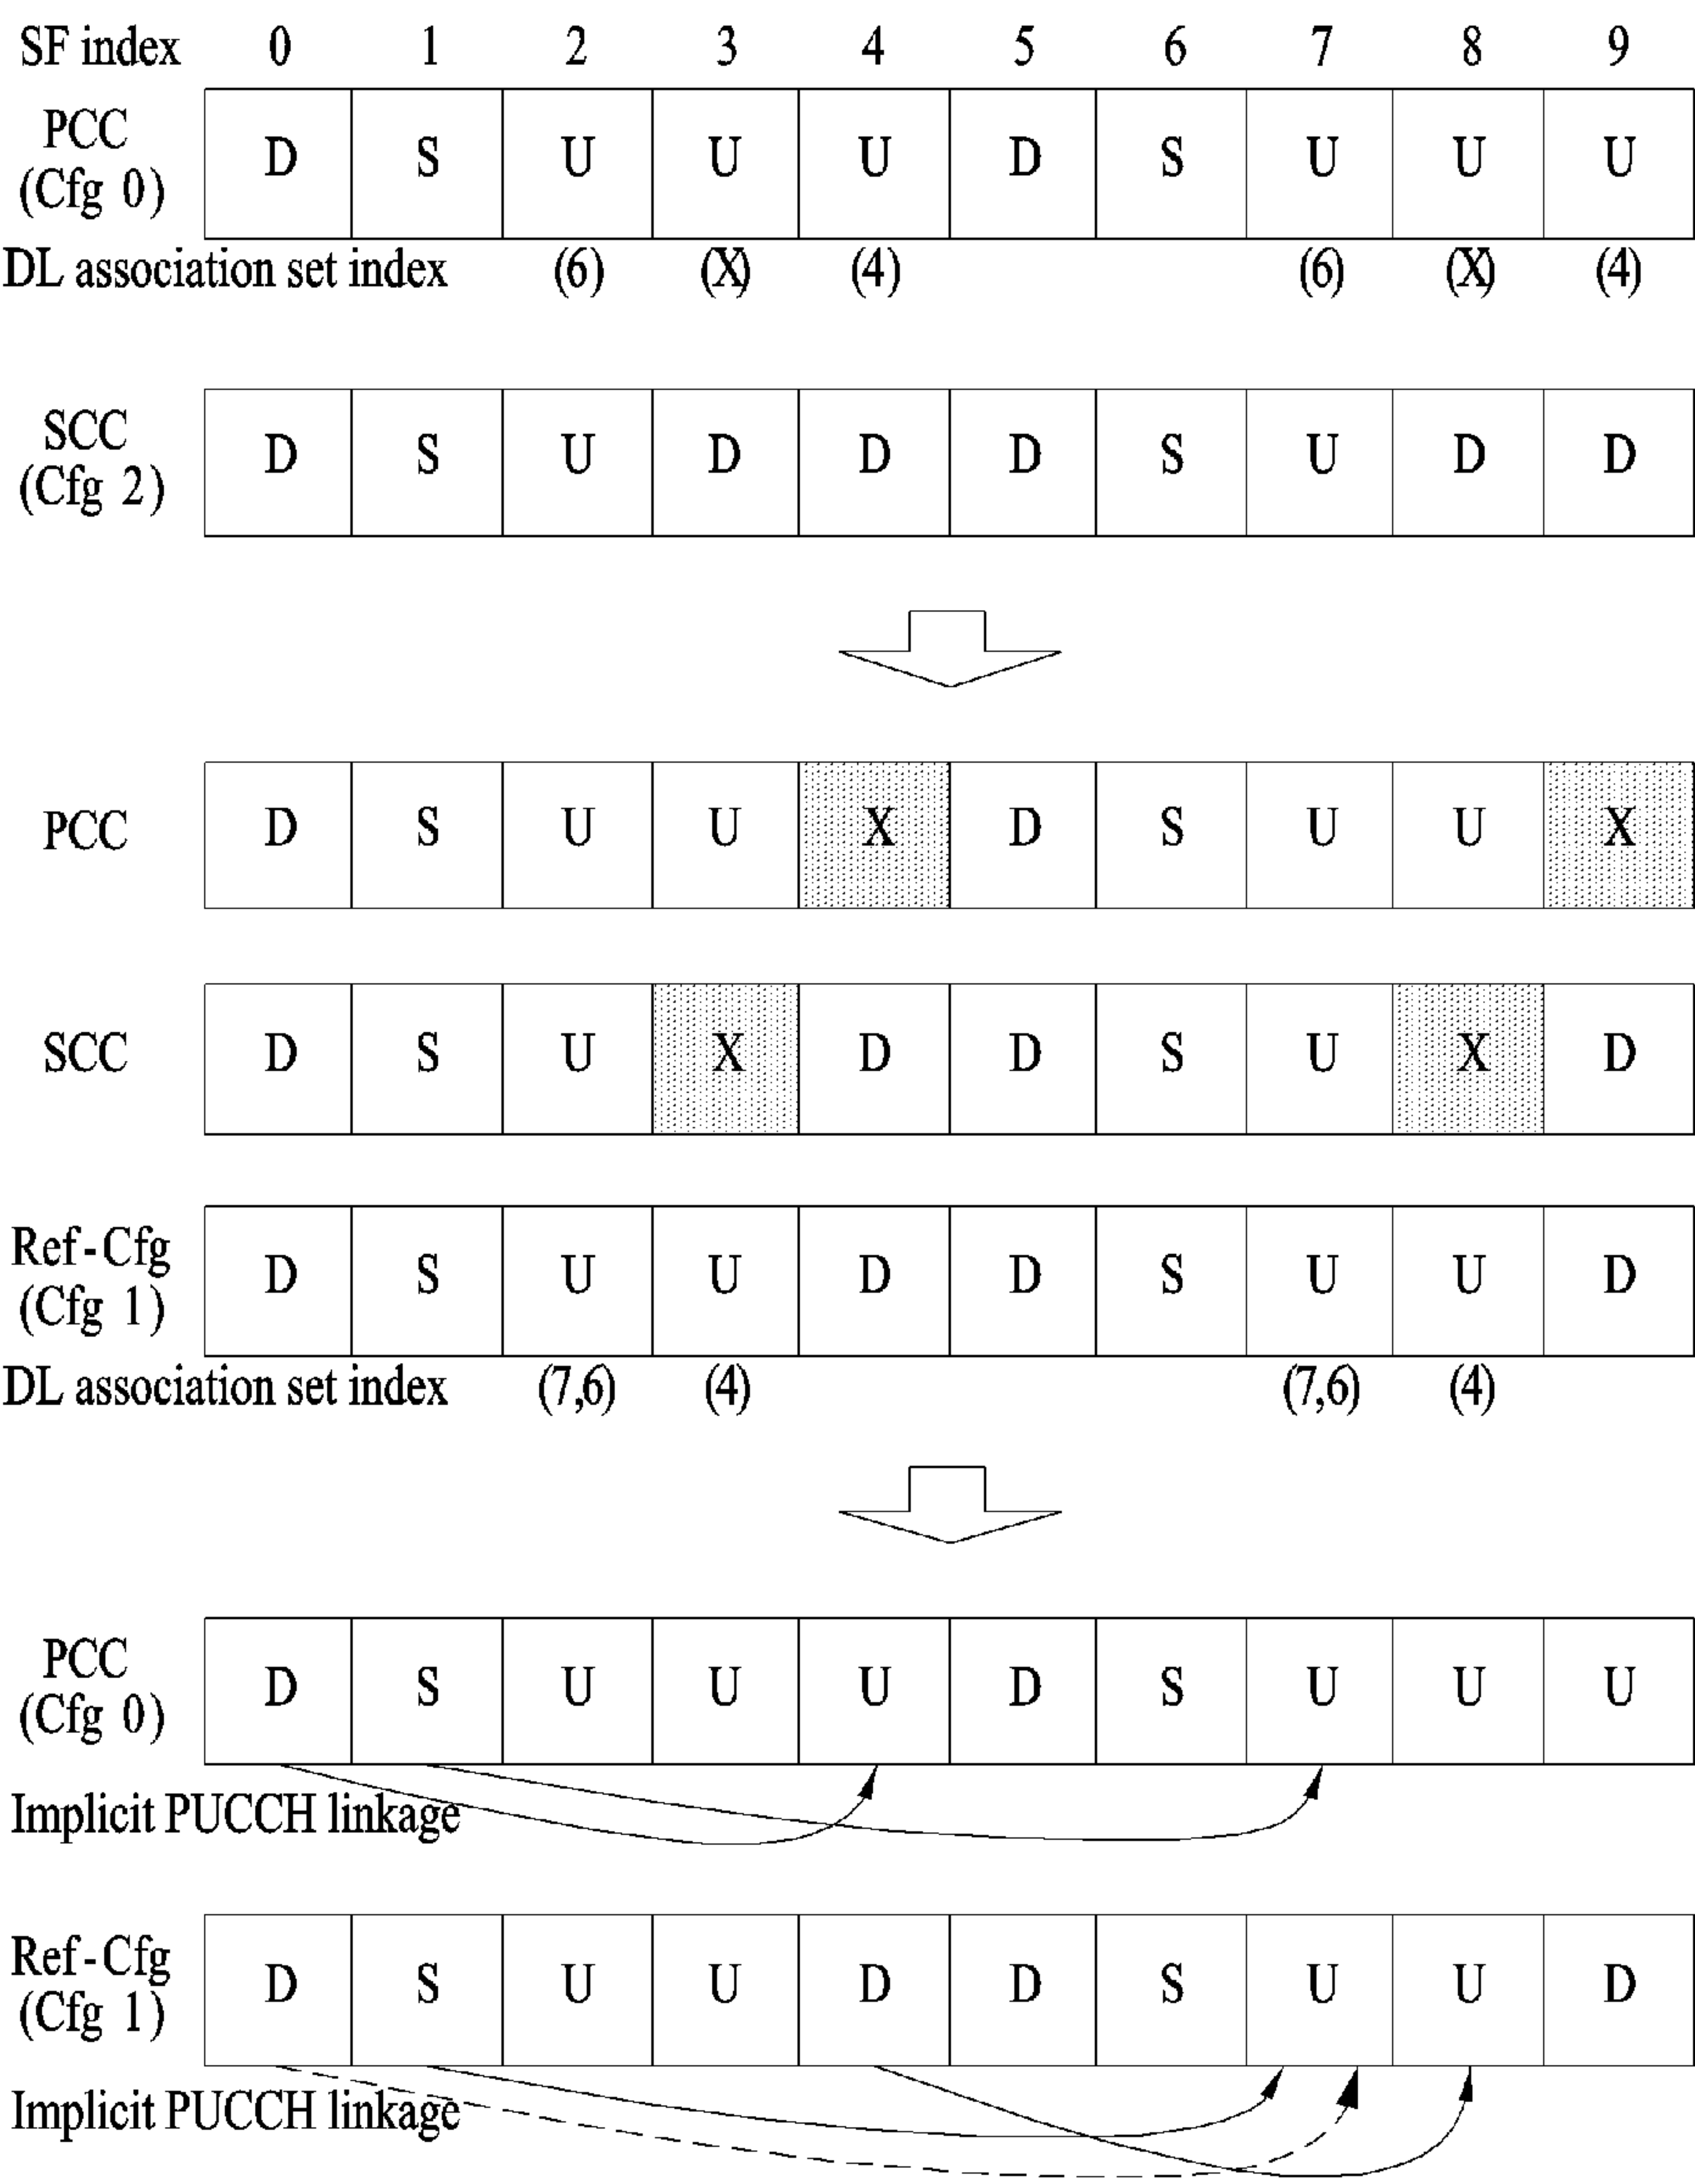 SF index 0 1 2 3 4 5 6 7 8 9
PCC
(Cfg 0)
D S U U U D S U U U
DL association set index (6) (X) (4) (6) (X) (4)
SCC
(Cfg 2)
D S U D D D S U D D
PCC D S U U X D S U U X
SCC D S U X D D S U X D
Ref-Cfg
(Cfg 1)
D S U U D D S U U D
DL association set index (7,6) (4) (7,6) (4)
PCC
(Cfg 0)
D S U U U D S U U U
Implicit PUCCH linkage
Ref-Cfg
(Cfg 1)
D S U U D D S U U D
Implicit PUCCH linkage